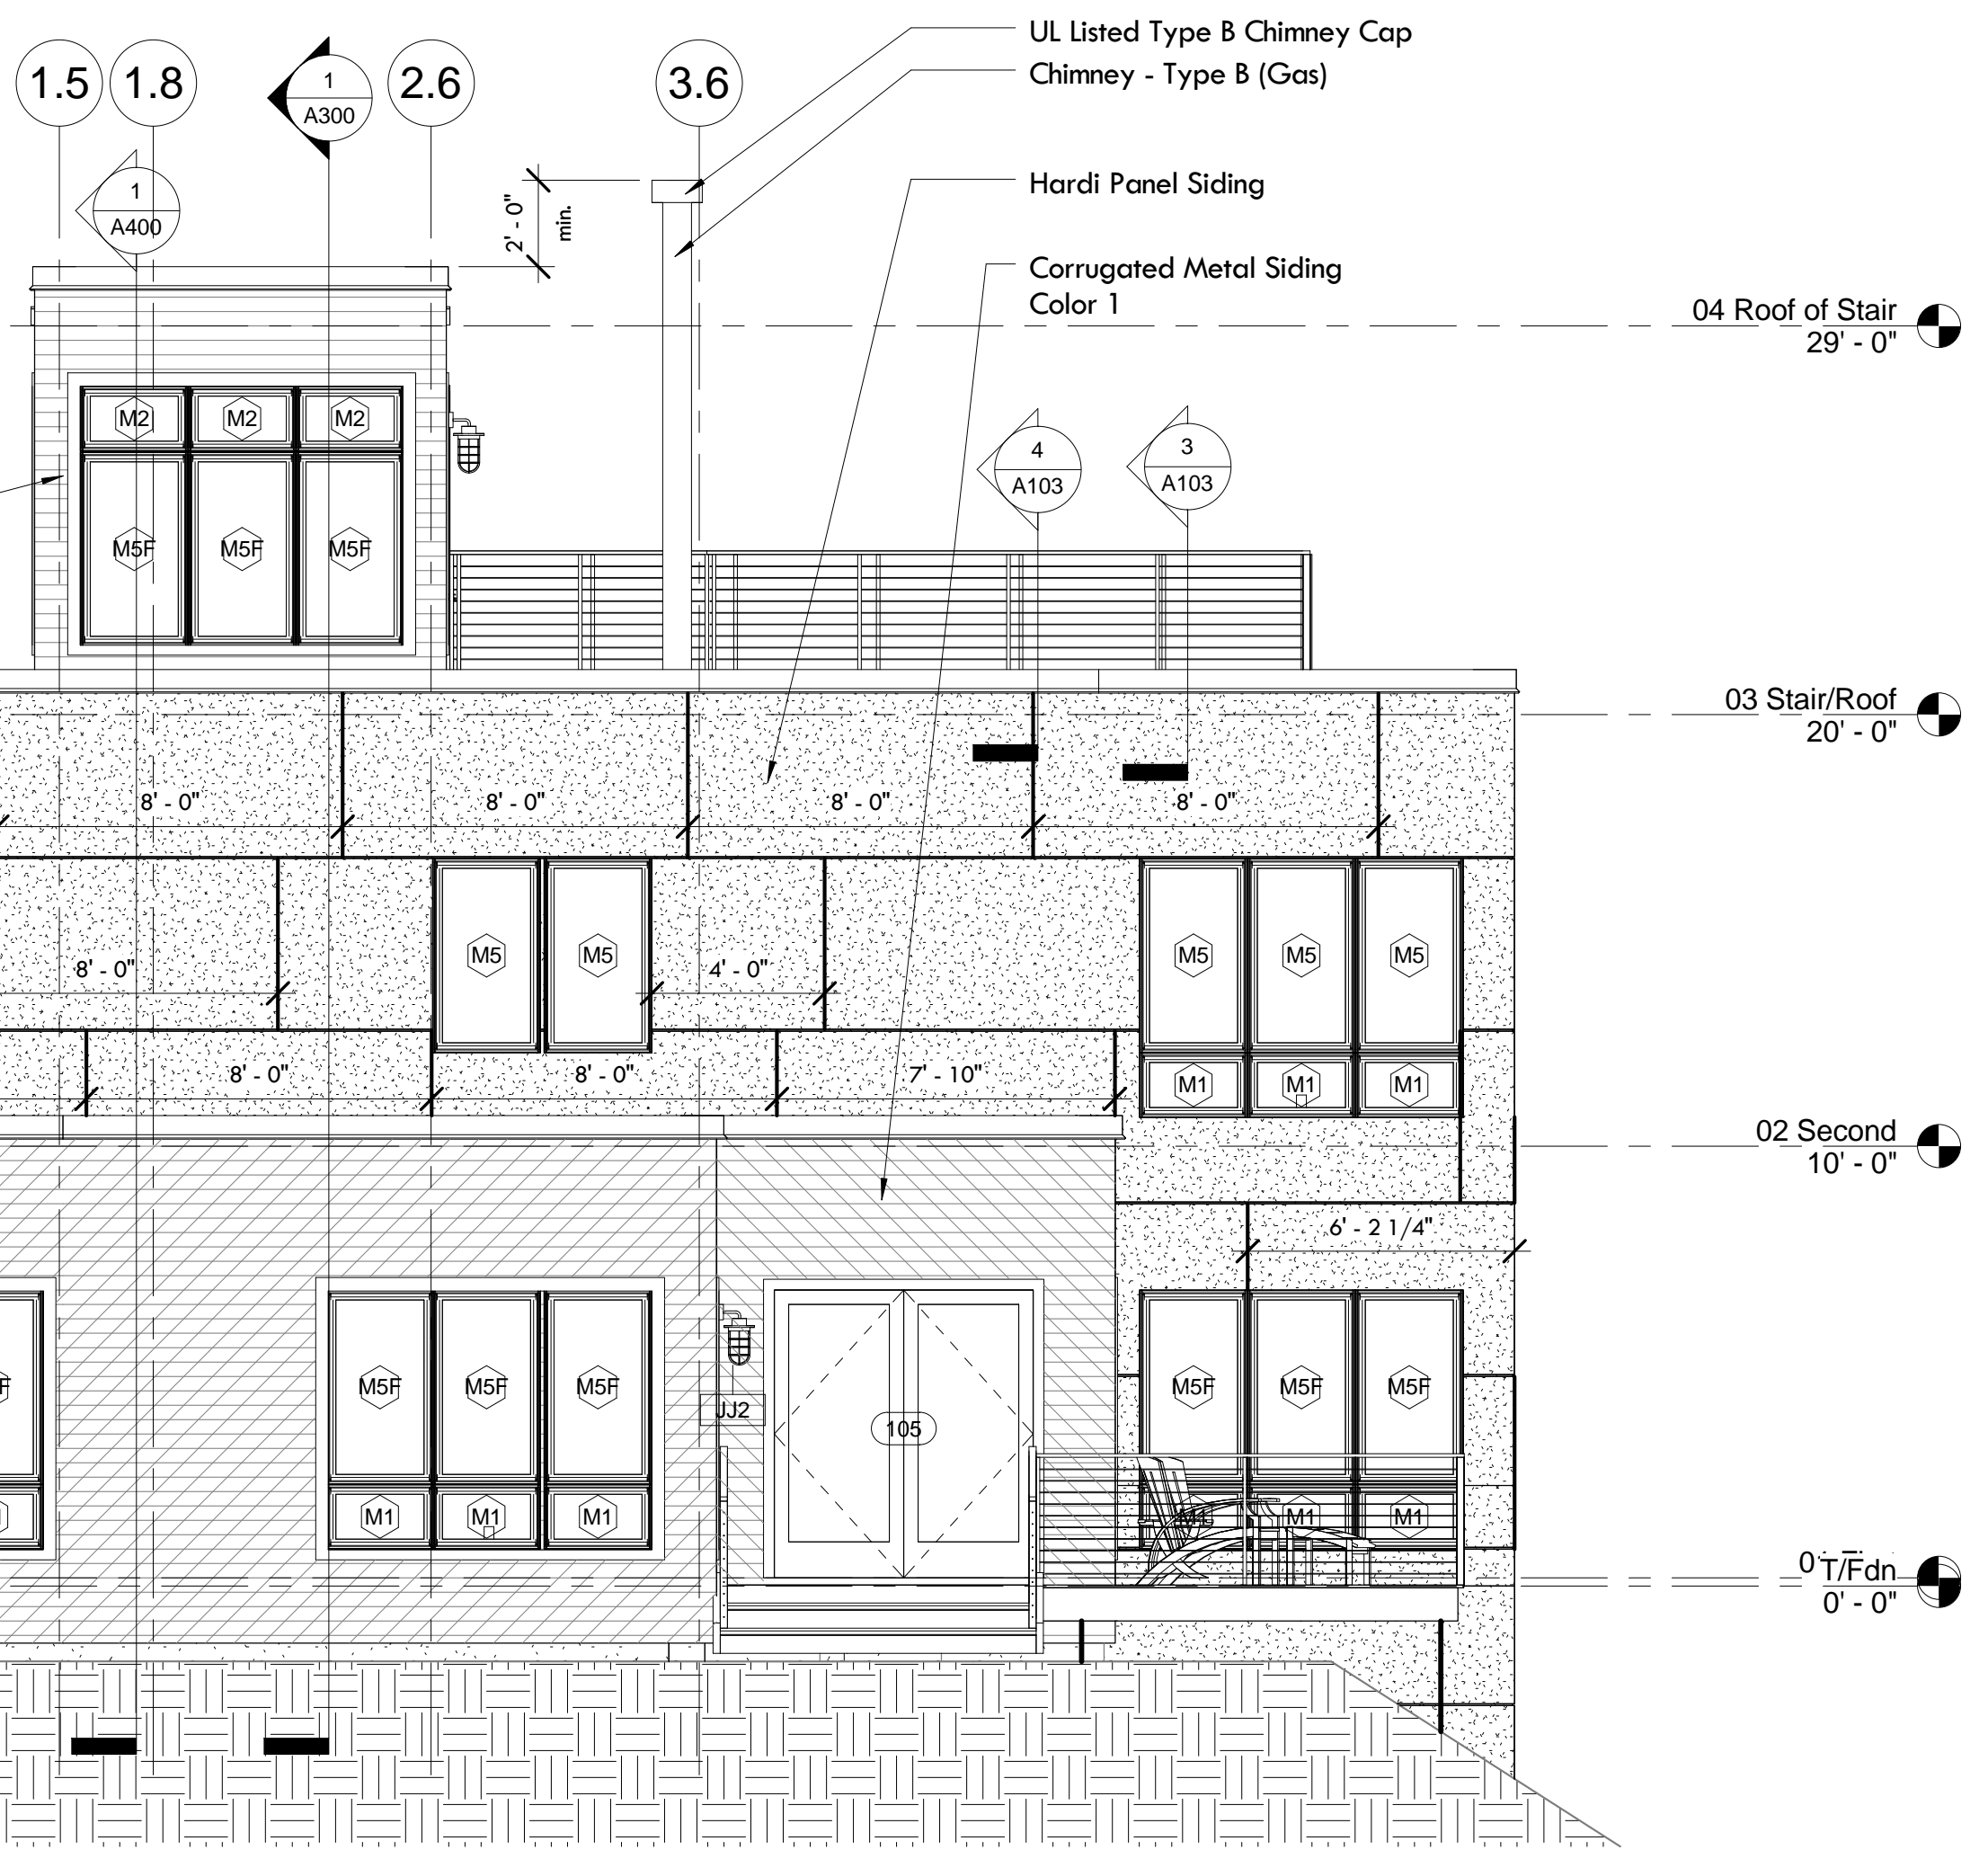 UL Listed Type B Chimney Cap
Chimney - Type B (Gas)
1.5
1.8
1
A300
2.6
3.6
1
A400
2' - 0"
min.
Hardi Panel Siding
Corrugated Metal Siding
Color 1
04 Roof of Stair
29' - 0"
M2
M2
M2
4
A103
3
A103
M5F
M5F
M5F
03 Stair/Roof
20' - 0"
8' - 0"
8' - 0"
8' - 0"
8' - 0"
M5
M5
M5
M5
M5
8' - 0"
4' - 0"
8' - 0"
8' - 0"
7' - 10"
M1
M1
M1
02 Second
10' - 0"
6' - 2 1/4"
M5F
M5F
M5F
M5F
M5F
M5F
JJ2
105
M1
M1
M1
M1
M1
M1
T/Fdn
0' - 0"